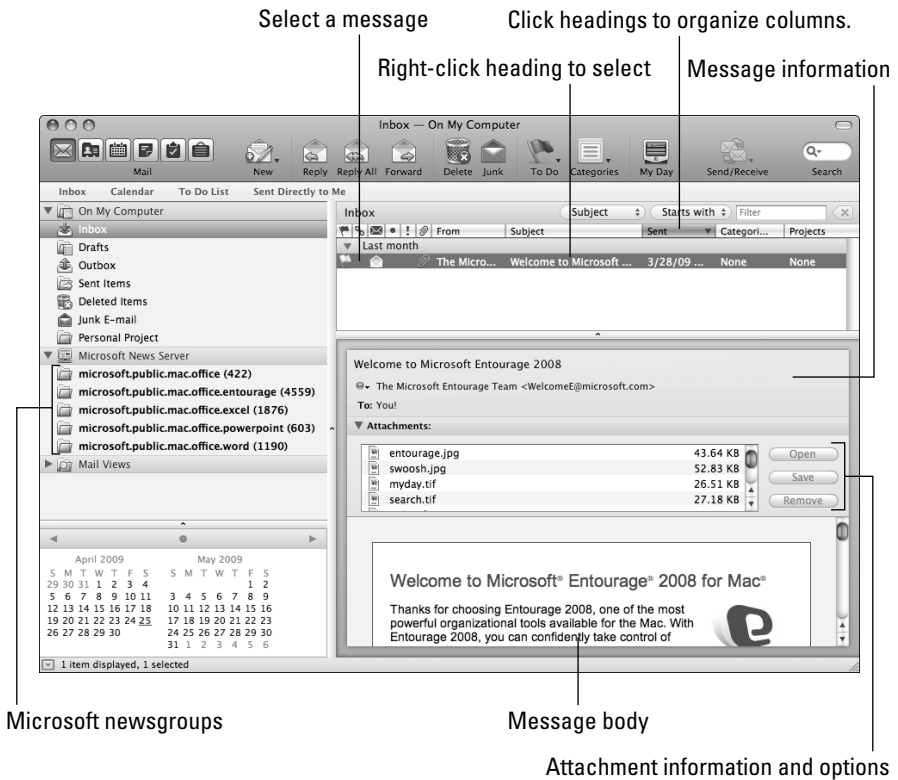 Select a message
Click headings to organize columns.
Right-click heading to select
Message information
Inbox — On My Computer
Mail
New
Reply
Reply All
Forward
Delete
Junk
To Do
Categories
My Day
Send/Receive
Search
Inbox
Calendar
To Do List
Sent Directly to Me
On My Computer
Inbox
Drafts
Outbox
Sent Items
Deleted Items
Junk E-mail
Personal Project
Microsoft News Server
microsoft.public.mac.office (422)
microsoft.public.mac.office.entourage (4559)
microsoft.public.mac.office.excel (1876)
microsoft.public.mac.office.powerpoint (603)
microsoft.public.mac.office.word (1190)
Mail Views
Inbox
Subject
Starts with
Filter
From
Subject
Sent
Categori...
Projects
Last month
The Micro... Welcome to Microsoft ... 3/28/09 ... None None
Welcome to Microsoft Entourage 2008
The Microsoft Entourage Team <WelcomeE@microsoft.com>
To: You!
Attachments:
entourage.jpg 43.64 KB
swoosh.jpg 52.83 KB
myday.tif 26.51 KB
search.tif 27.18 KB
Open
Save
Remove
Welcome to Microsoft® Entourage® 2008 for Mac®
Thanks for choosing Entourage 2008, one of the most
powerful organizational tools available for the Mac. With
Entourage 2008, you can confidently take control of
April 2009
S M T W T F S
29 30 31 1 2 3 4
5 6 7 8 9 10 11
12 13 14 15 16 17 18
19 20 21 22 23 24 25
26 27 28 29 30
May 2009
S M T W T F S
1 2
3 4 5 6 7 8 9
10 11 12 13 14 15 16
17 18 19 20 21 22 23
24 25 26 27 28 29 30
31 1 2 3 4 5 6
1 item displayed, 1 selected
Microsoft newsgroups
Message body
Attachment information and options